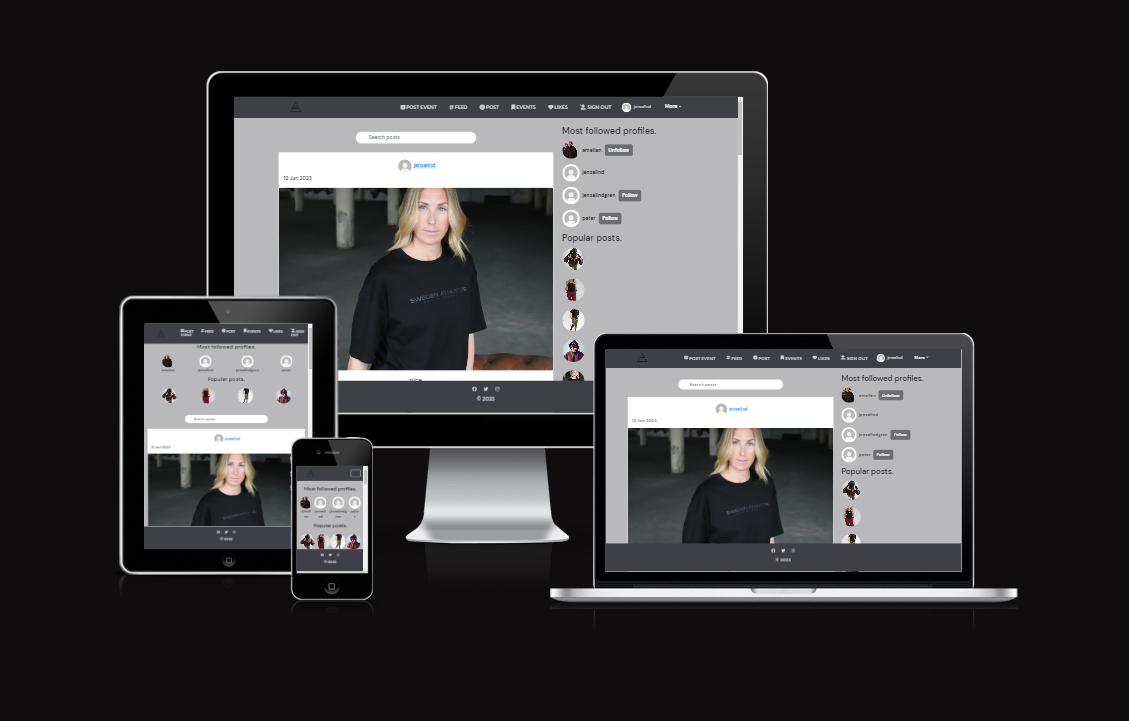 POST EVENT FEED POST EVENTS LIKES SIGN OUT jensalind More
Search posts
jensalind
12 Jun 2023
SWEDEN ATHLETICS
nice
Most followed profiles.
amelien Unfollow
jensalind
jensalindgren Follow
peter Follow
Popular posts.
© 2023
POST EVENT FEED POST EVENTS LIKES SIGN OUT
Most followed profiles.
jensalind
jensalindgren
peter
Popular posts.
Search posts
jensalind
12 Jun 2023
© 2023
Most followed profiles.
Popular posts.
© 2023
POST EVENT FEED POST EVENTS LIKES SIGN OUT jensalind More
Search posts
jensalind
12 Jun 2023
Most followed profiles.
Unfollow
jensalind
jensalindgren Follow
peter Follow
Popular posts.
© 2023